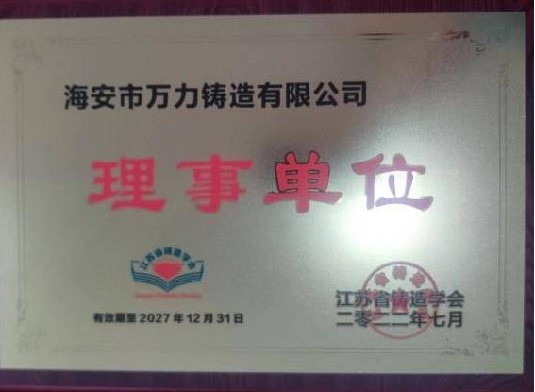 海安市万力铸造有限公司
理事单位
江苏省铸造学会
有效期至 2027 年 12 月 31 日
江苏省铸造学会
二零二二年七月